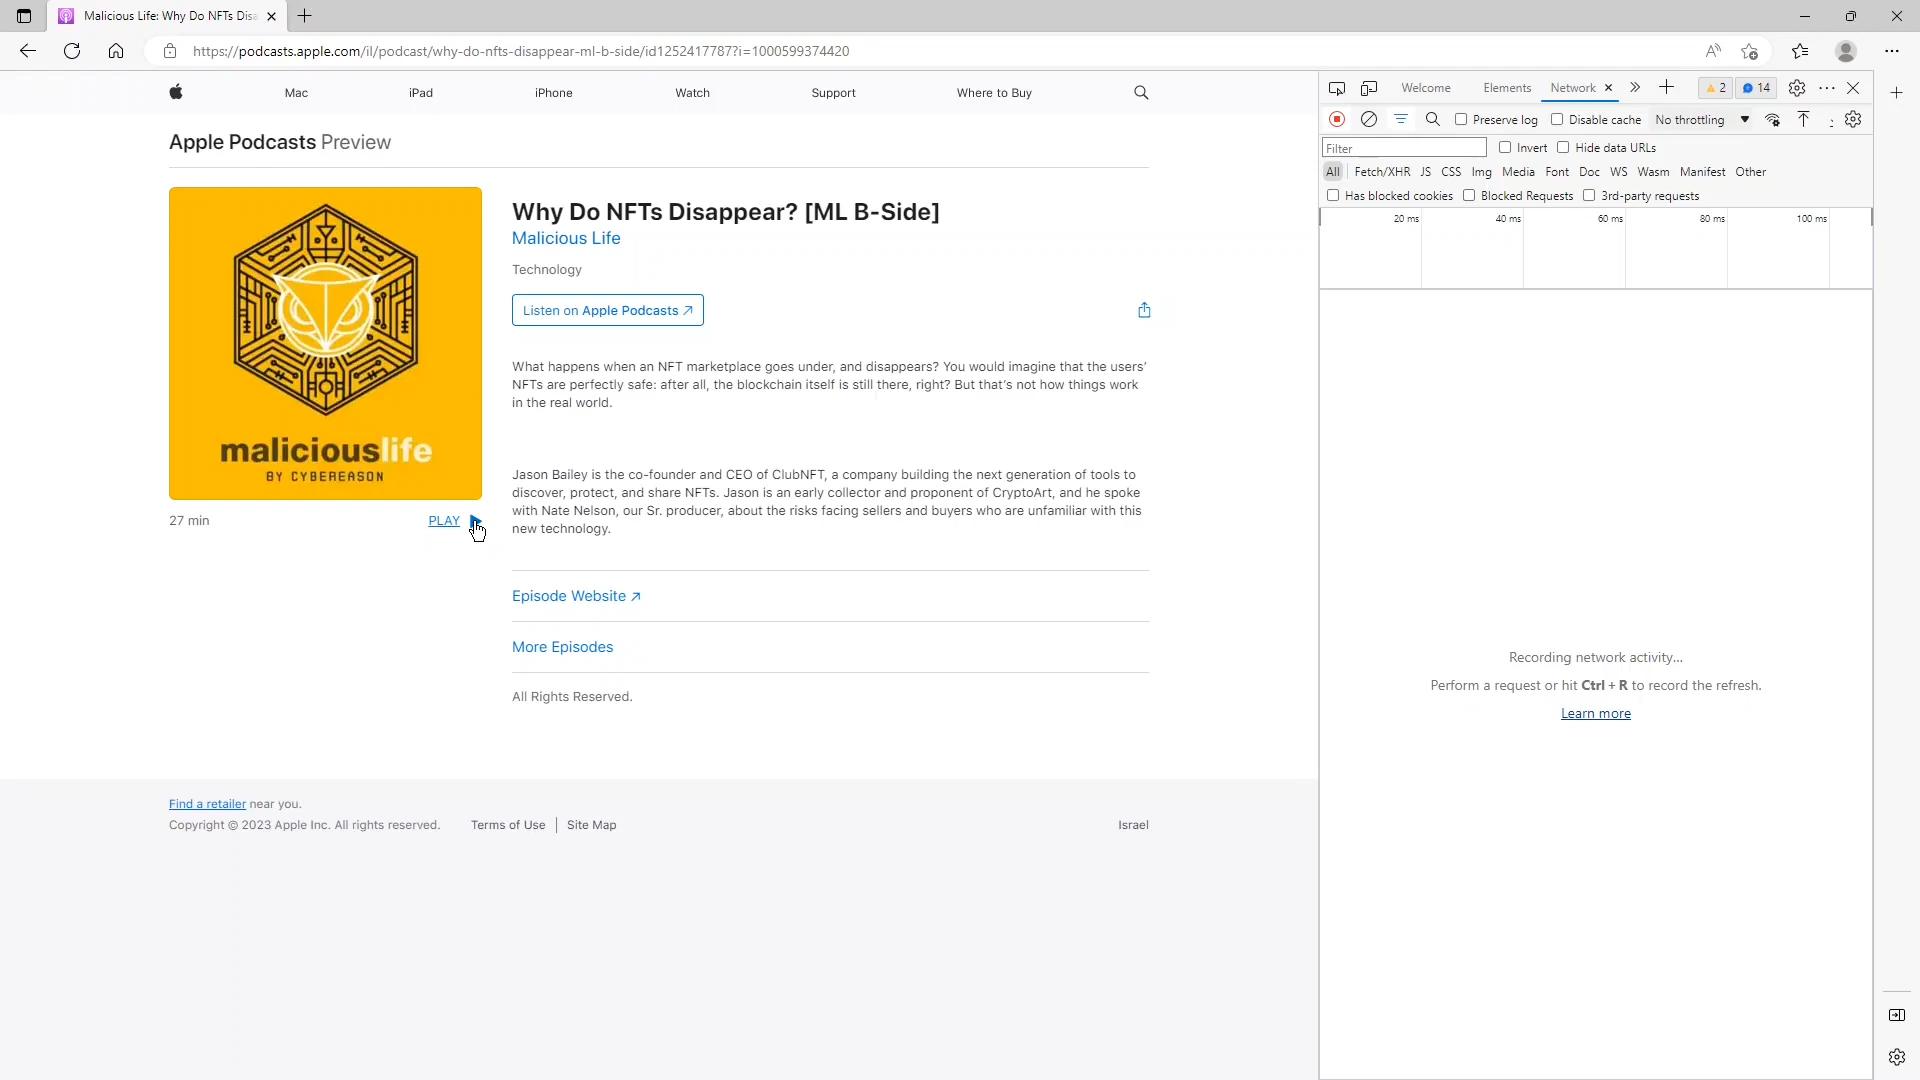 Malicious Life: Why Do NFTs Disa
https://podcasts.apple.com/il/podcast/why-do-nfts-disappear-ml-b-side/id1252417787?i=1000599374420
Mac
iPad
iPhone
Watch
Support
Where to Buy
Apple Podcasts Preview
maliciouslife
BY CYBEREASON
27 min
PLAY
Why Do NFTs Disappear? [ML B-Side]
Malicious Life
Technology
Listen on Apple Podcasts ↗
What happens when an NFT marketplace goes under, and disappears? You would imagine that the users’
NFTs are perfectly safe: after all, the blockchain itself is still there, right? But that’s not how things work
in the real world.
Jason Bailey is the co-founder and CEO of ClubNFT, a company building the next generation of tools to
discover, protect, and share NFTs. Jason is an early collector and proponent of CryptoArt, and he spoke
with Nate Nelson, our Sr. producer, about the risks facing sellers and buyers who are unfamiliar with this
new technology.
Episode Website ↗
More Episodes
All Rights Reserved.
Find a retailer near you.
Copyright © 2023 Apple Inc. All rights reserved.
Terms of Use
Site Map
Israel
Welcome
Elements
Network
2
14
Preserve log
Disable cache
No throttling
Filter
Invert
Hide data URLs
All
Fetch/XHR
JS
CSS
Img
Media
Font
Doc
WS
Wasm
Manifest
Other
Has blocked cookies
Blocked Requests
3rd-party requests
20 ms
40 ms
60 ms
80 ms
100 ms
Recording network activity...
Perform a request or hit Ctrl + R to record the refresh.
Learn more